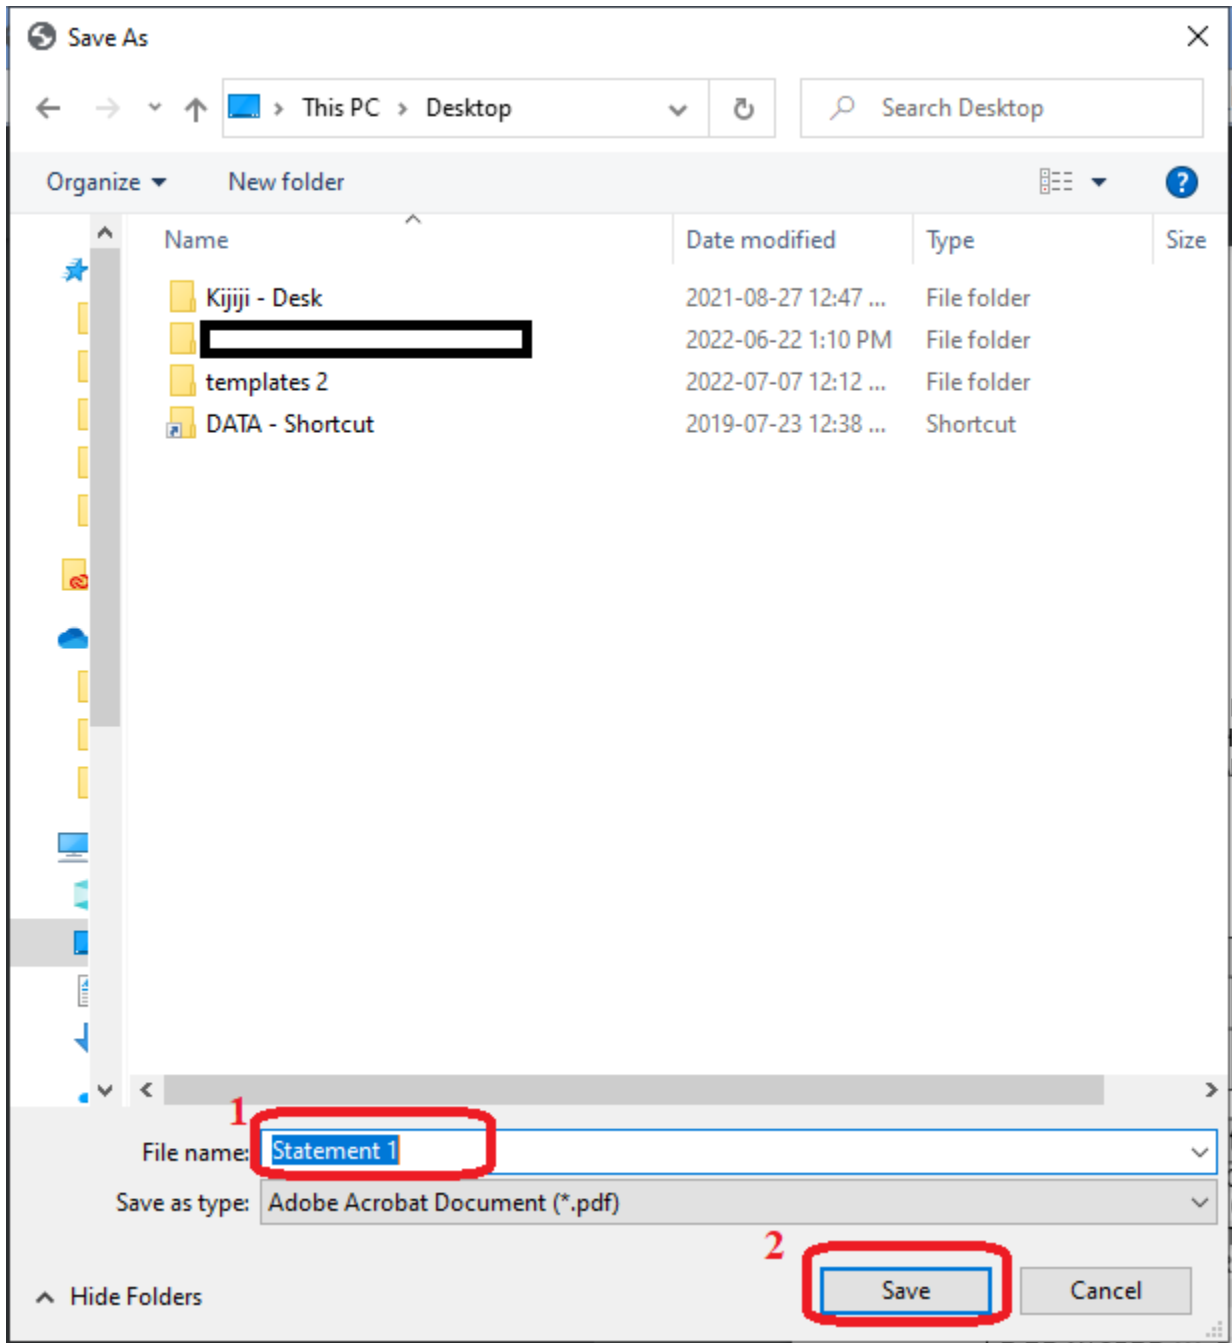 Save As
This PC > Desktop
Search Desktop
Organize
New folder
?
Name Date modified Type Size
Kijiji - Desk 2021-08-27 12:47 ... File folder
2022-06-22 1:10 PM File folder
templates 2 2022-07-07 12:12 ... File folder
DATA - Shortcut 2019-07-23 12:38 ... Shortcut
1
File name: Statement 1
Save as type: Adobe Acrobat Document (*.pdf)
2
Hide Folders Save Cancel